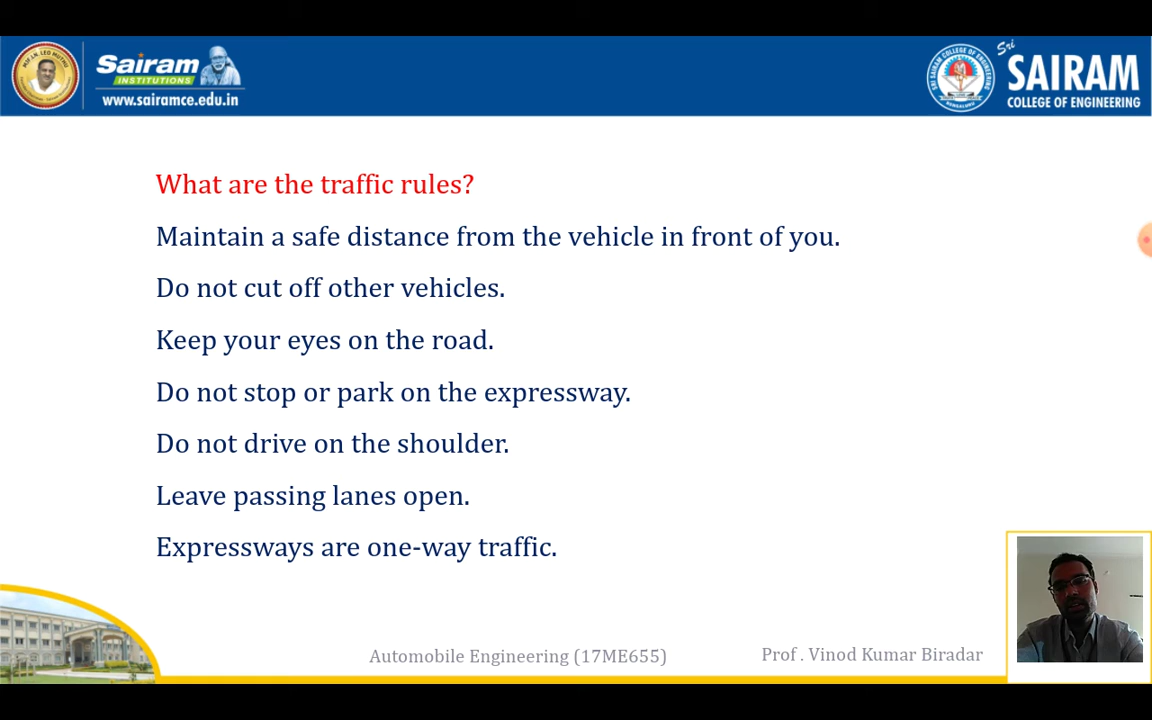 Sairam
INSTITUTIONS
www.sairamce.edu.in
Sri
SAIRAM
COLLEGE OF ENGINEERING
What are the traffic rules?
Maintain a safe distance from the vehicle in front of you.
Do not cut off other vehicles.
Keep your eyes on the road.
Do not stop or park on the expressway.
Do not drive on the shoulder.
Leave passing lanes open.
Expressways are one-way traffic.
Automobile Engineering (17ME655)
Prof . Vinod Kumar Biradar